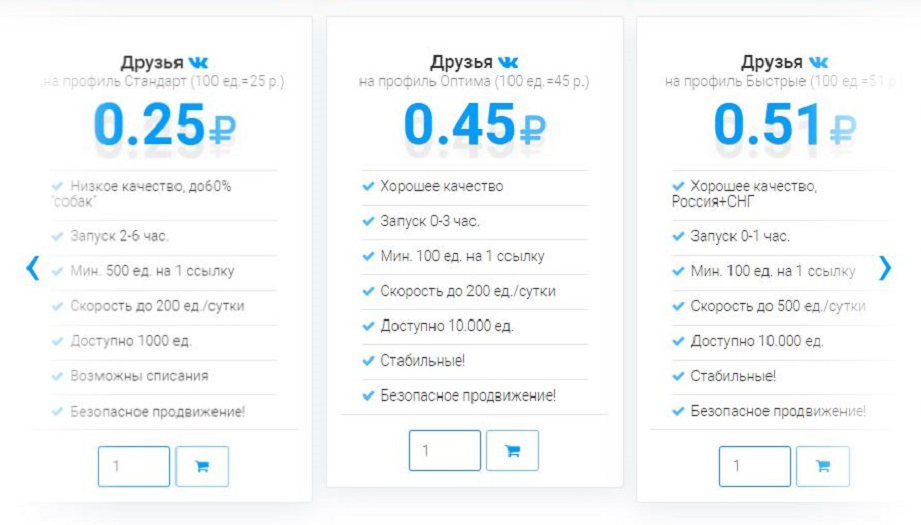 Друзья
на профиль Стандарт (100 ед.=25 р.)
0.25₽
Низкое качество, до60%
"собак"
Запуск 2-6 час.
Мин. 500 ед. на 1 ссылку
Скорость до 200 ед./сутки
Доступно 1000 ед.
Возможны списания
Безопасное продвижение!
1
Друзья
на профиль Оптима (100 ед.=45 р.)
0.45₽
Хорошее качество
Запуск 0-3 час.
Мин. 100 ед. на 1 ссылку
Скорость до 200 ед./сутки
Доступно 10.000 ед.
Стабильные!
Безопасное продвижение!
1
Друзья
на профиль Быстрые (100 ед.=51 р.)
0.51₽
Хорошее качество,
Россия+СНГ
Запуск 0-1 час.
Мин. 100 ед. на 1 ссылку
Скорость до 500 ед./сутки
Доступно 10.000 ед.
Стабильные!
Безопасное продвижение!
1